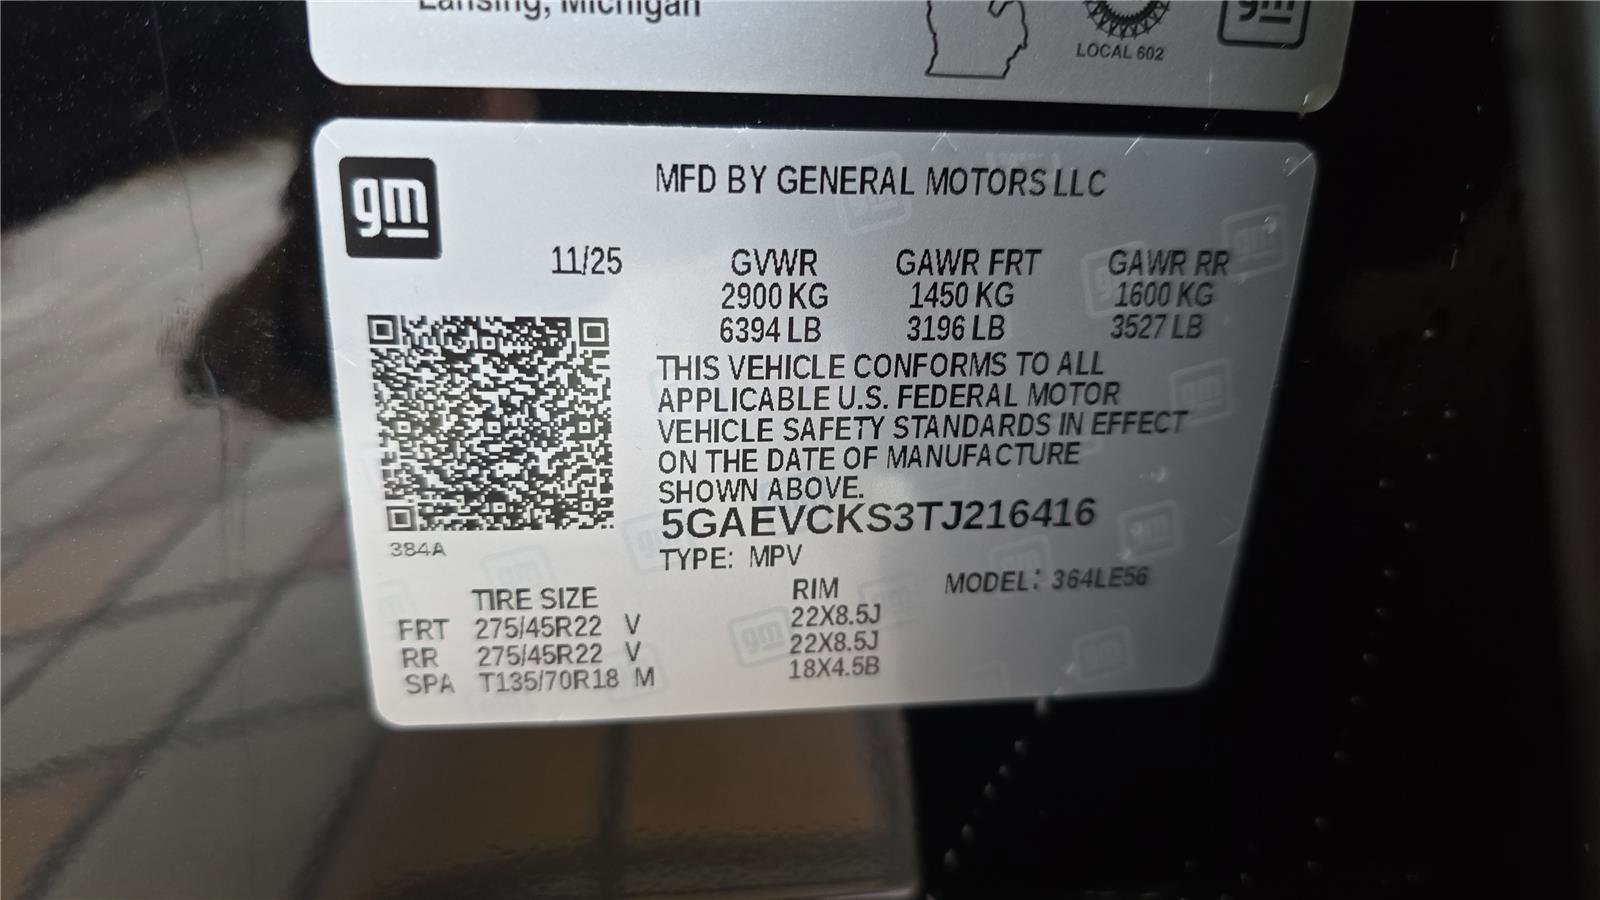 Lansing, Michigan
LOCAL 602
gm
gm
MFD BY GENERAL MOTORS LLC
11/25 GVWR GAWR FRT GAWR RR
2900 KG 1450 KG 1600 KG
6394 LB 3196 LB 3527 LB
THIS VEHICLE CONFORMS TO ALL
APPLICABLE U.S. FEDERAL MOTOR
VEHICLE SAFETY STANDARDS IN EFFECT
ON THE DATE OF MANUFACTURE
SHOWN ABOVE.
5GAEVCKS3TJ216416
384A
TYPE: MPV MODEL: 364LE56
TIRE SIZE RIM
FRT 275/45R22 V 22X8.5J
RR 275/45R22 V 22X8.5J
SPA T135/70R18 M 18X4.5B